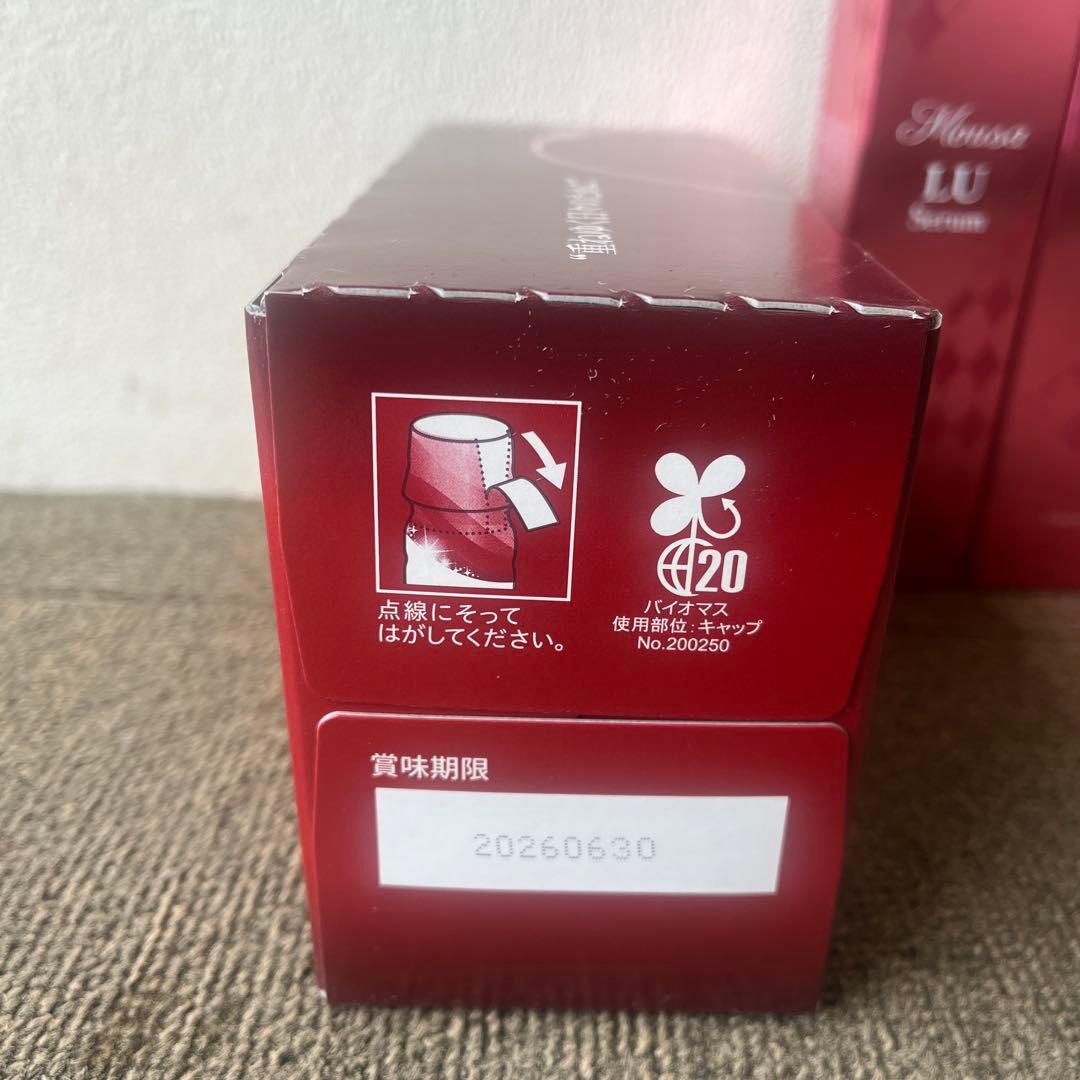 Mousa
LU
Serum
20
点線にそって
はがしてください。
バイオマス
使用部位:キャップ
No.200250
賞味期限
20260630